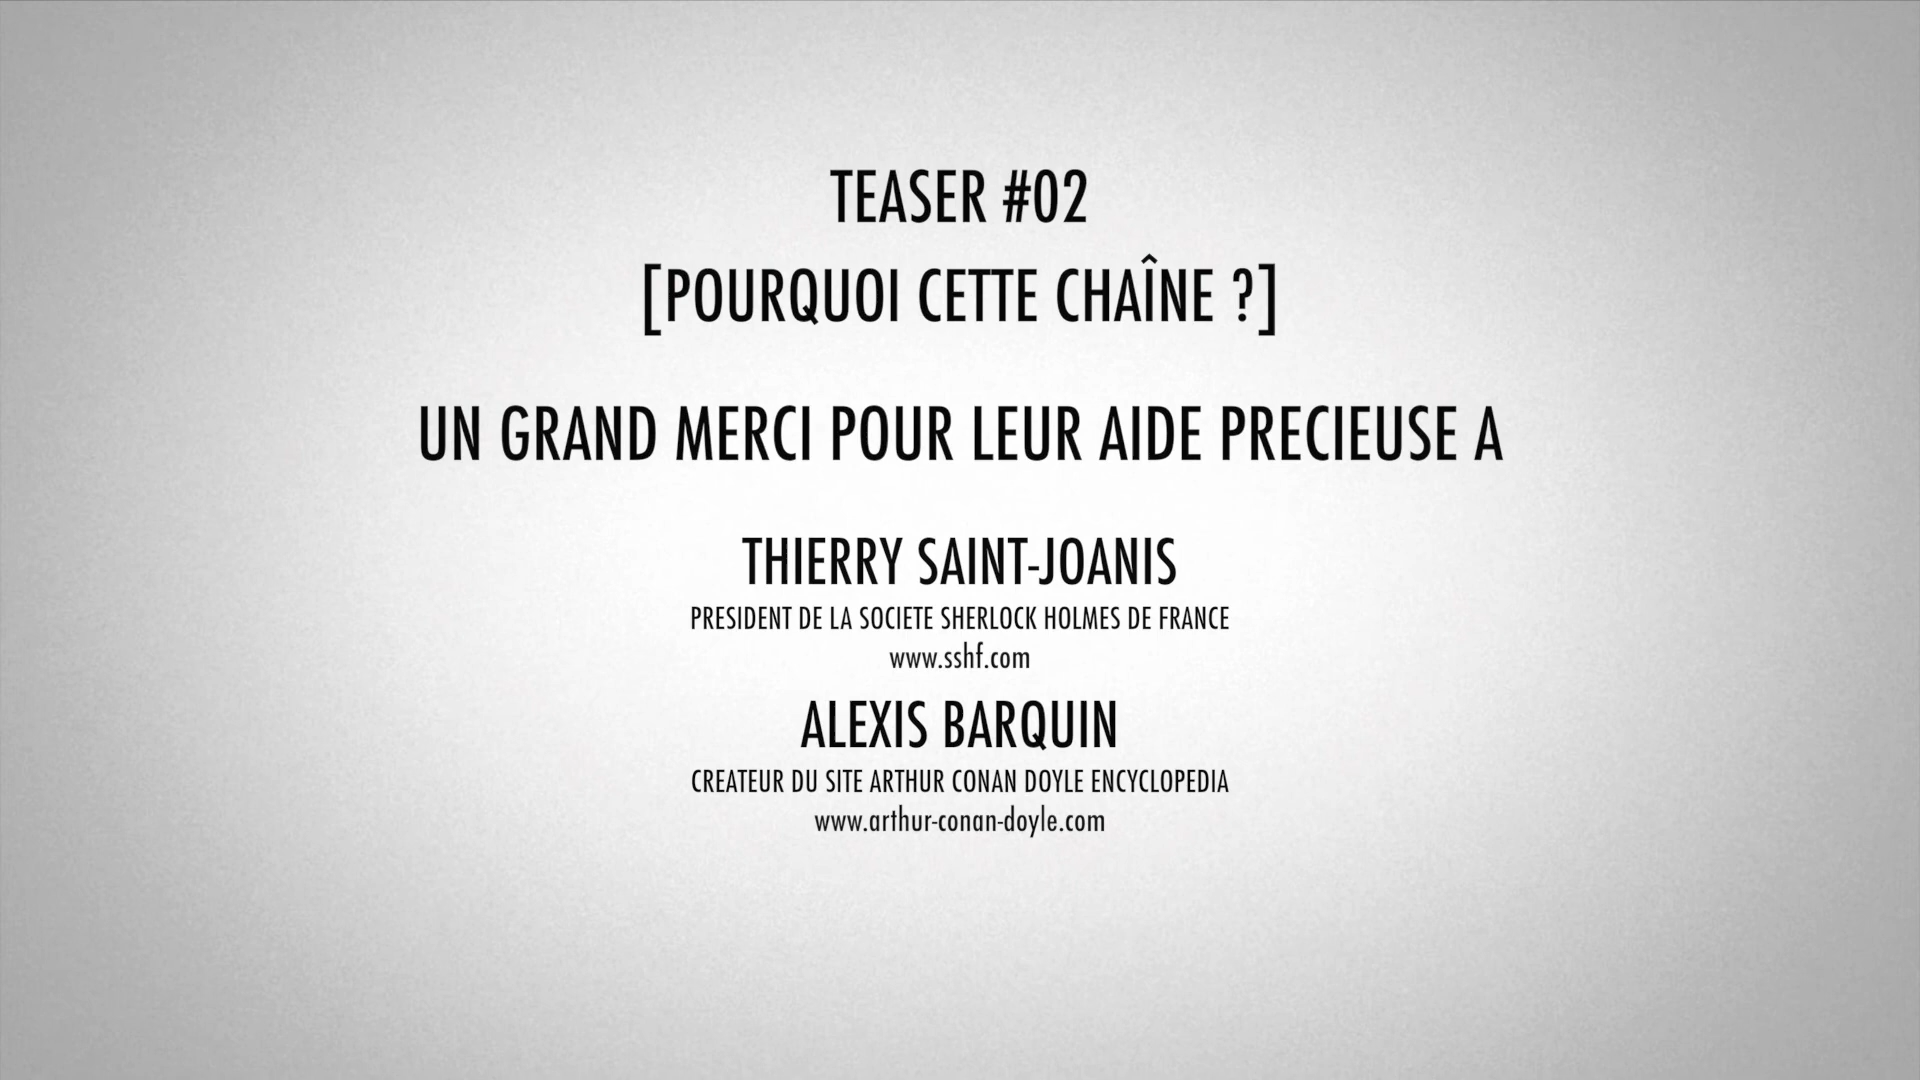 TEASER #02
[POURQUOI CETTE CHAÎNE ?]
UN GRAND MERCI POUR LEUR AIDE PRECIEUSE A
THIERRY SAINT-JOANIS
PRESIDENT DE LA SOCIETE SHERLOCK HOLMES DE FRANCE
www.sshf.com
ALEXIS BARQUIN
CREATEUR DU SITE ARTHUR CONAN DOYLE ENCYCLOPEDIA
www.arthur-conan-doyle.com